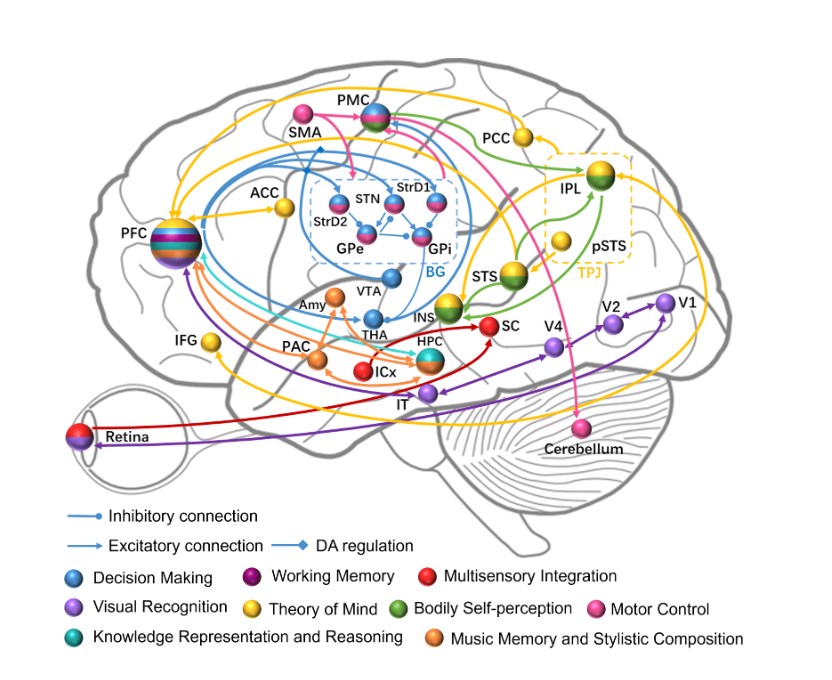 PMC
SMA
PCC
StrD1
STN
IPL
ACC
StrD2
PFC
GPe
GPi
pSTS
BG
TPJ
STS
VTA
Amy
INS
V1
V2
THA
SC
V4
IFG
PAC
HPC
ICx
IT
Retina
Cerebellum
Inhibitory connection
Excitatory connection DA regulation
Decision Making Working Memory Multisensory Integration
Visual Recognition Theory of Mind Bodily Self-perception Motor Control
Knowledge Representation and Reasoning Music Memory and Stylistic Composition